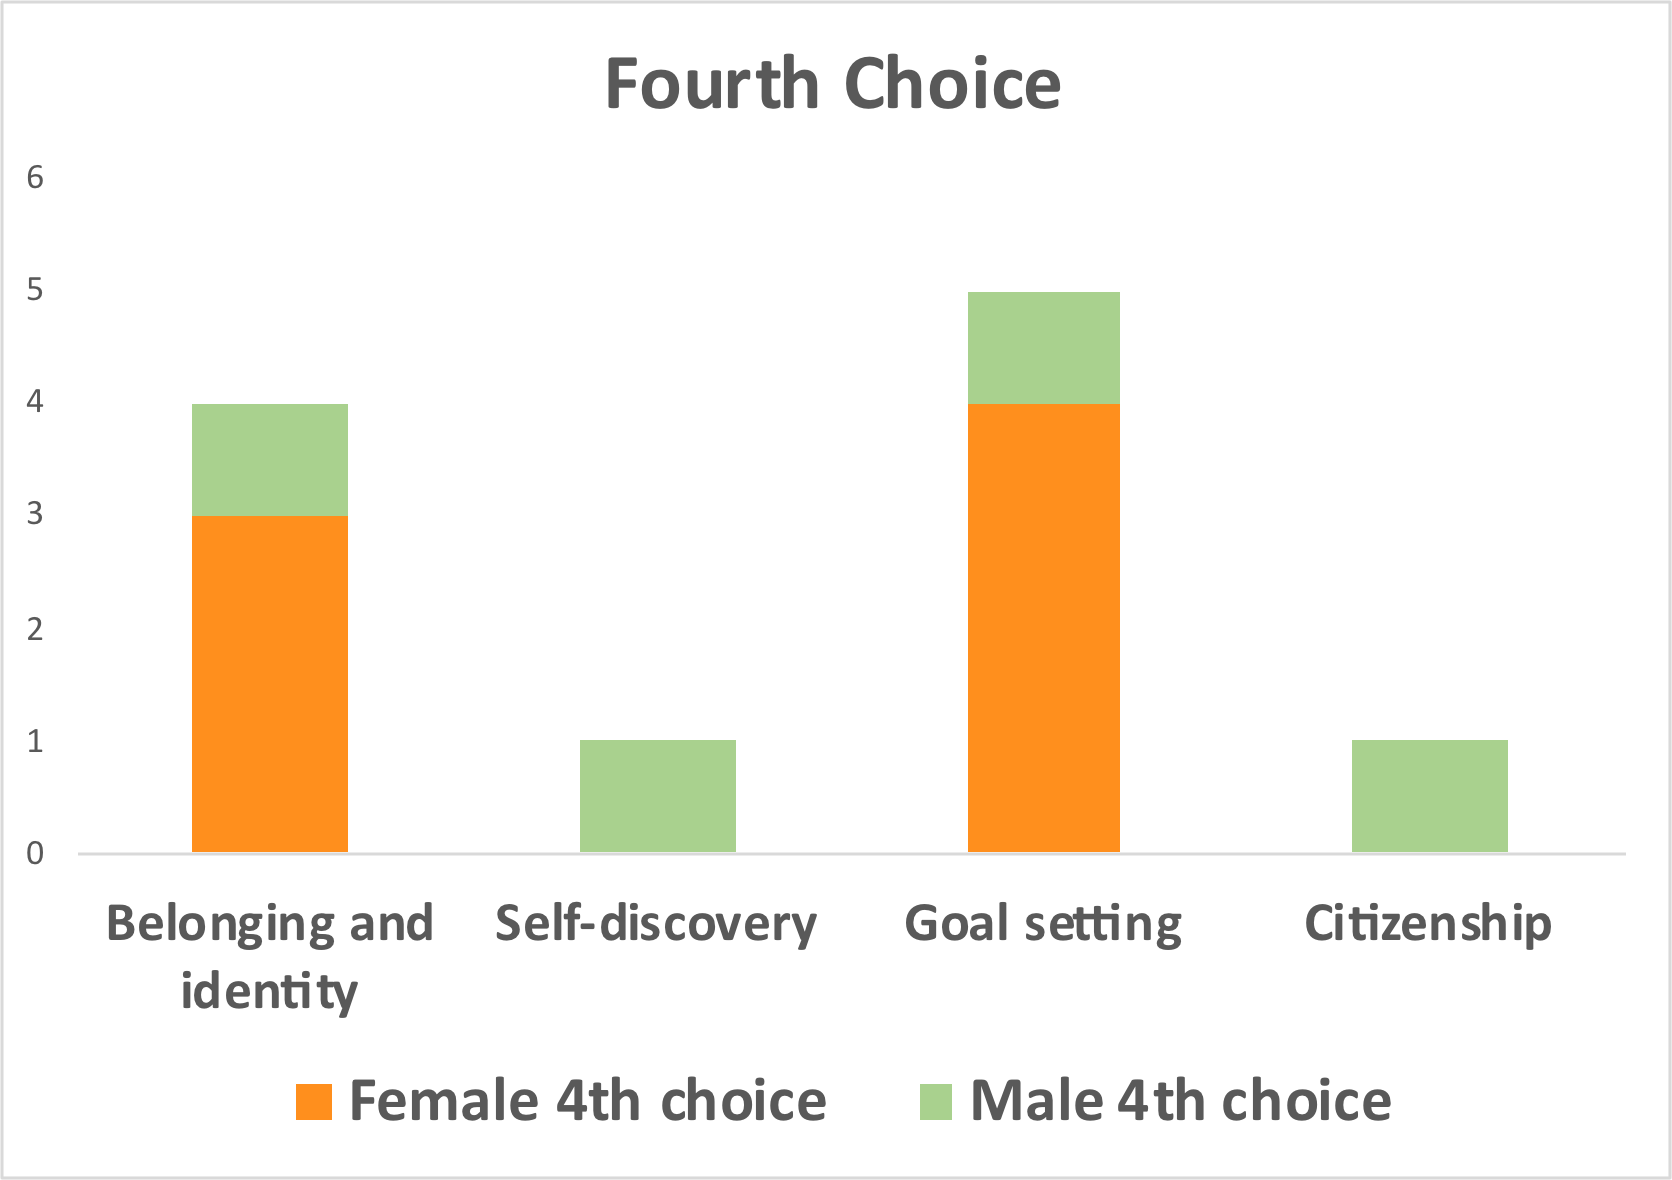 Fourth Choice
6
5
4
3
2
1
0
Belonging and
identity
Self-discovery
Goal setting
Citizenship
Female 4th choice
Male 4th choice